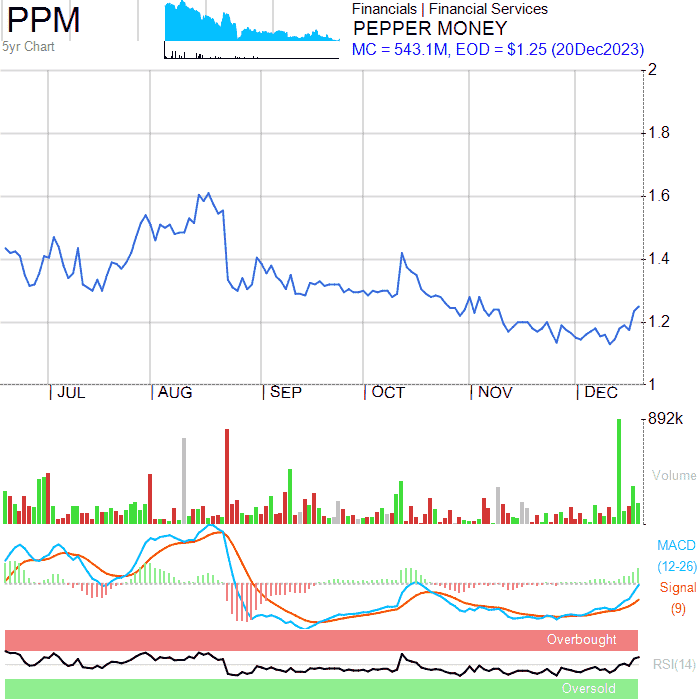 PPM
5yr Chart
Financials | Financial Services
PEPPER MONEY
MC = 543.1M, EOD = $1.25 (20Dec2023)
2
1.8
1.6
1.4
1.2
1
JUL AUG SEP OCT NOV DEC
892k
Volume
MACD
(12-26)
Signal
(9)
Overbought
RSI(14)
Oversold